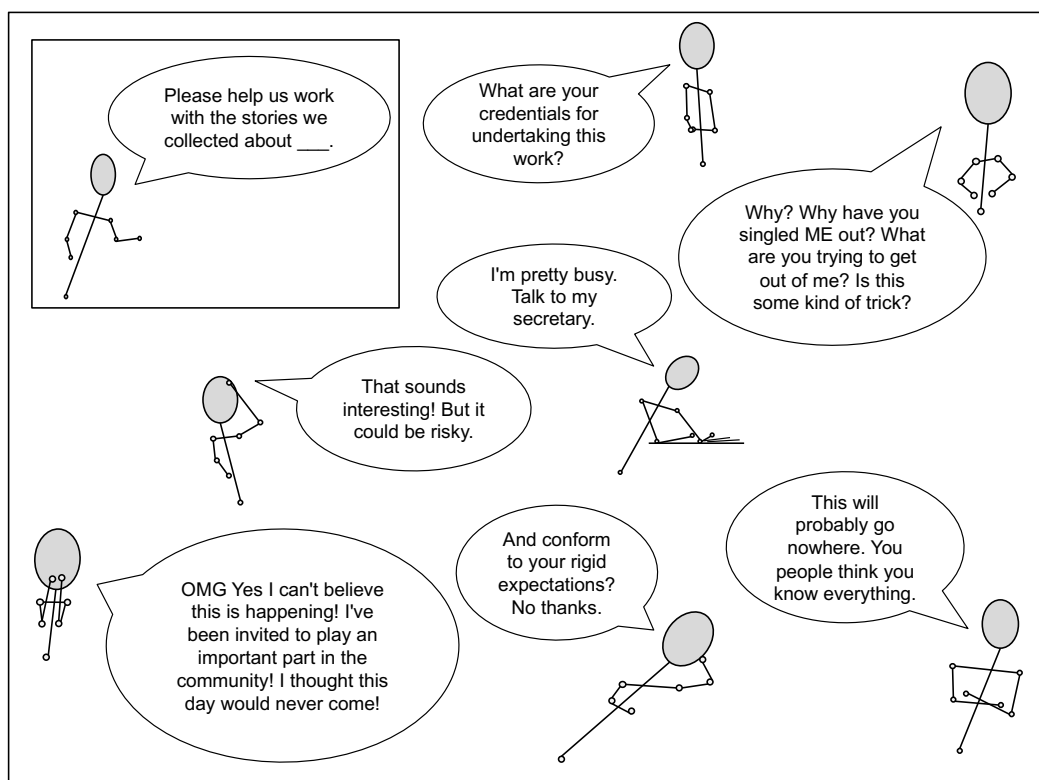 Please help us work
with the stories we
collected about ___.
What are your
credentials for
undertaking this
work?
Why? Why have you
singled ME out? What
are you trying to get
out of me? Is this
some kind of trick?
I'm pretty busy.
Talk to my
secretary.
That sounds
interesting! But it
could be risky.
This will
probably go
nowhere. You
people think you
know everything.
And conform
to your rigid
expectations?
No thanks.
OMG Yes I can't believe
this is happening! I've
been invited to play an
important part in the
community! I thought this
day would never come!